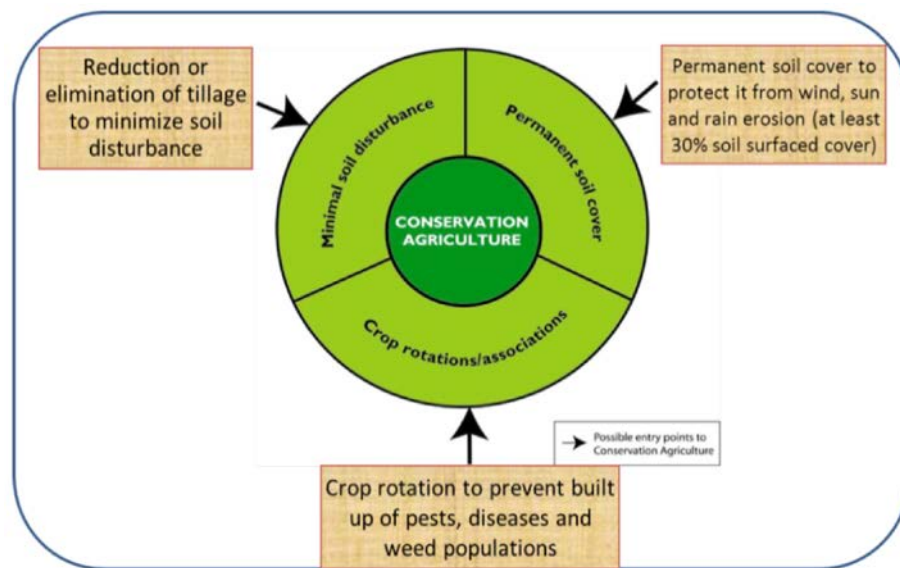 Reduction or
elimination of tillage
to minimize soil
disturbance
Permanent soil cover to
protect it from wind, sun
and rain erosion (at least
30% soil surfaced cover)
Minimal soil disturbance
Permanent soil cover
CONSERVATION
AGRICULTURE
Crop rotations/associations
Possible entry points to
Conservation Agriculture
Crop rotation to prevent built
up of pests, diseases and
weed populations